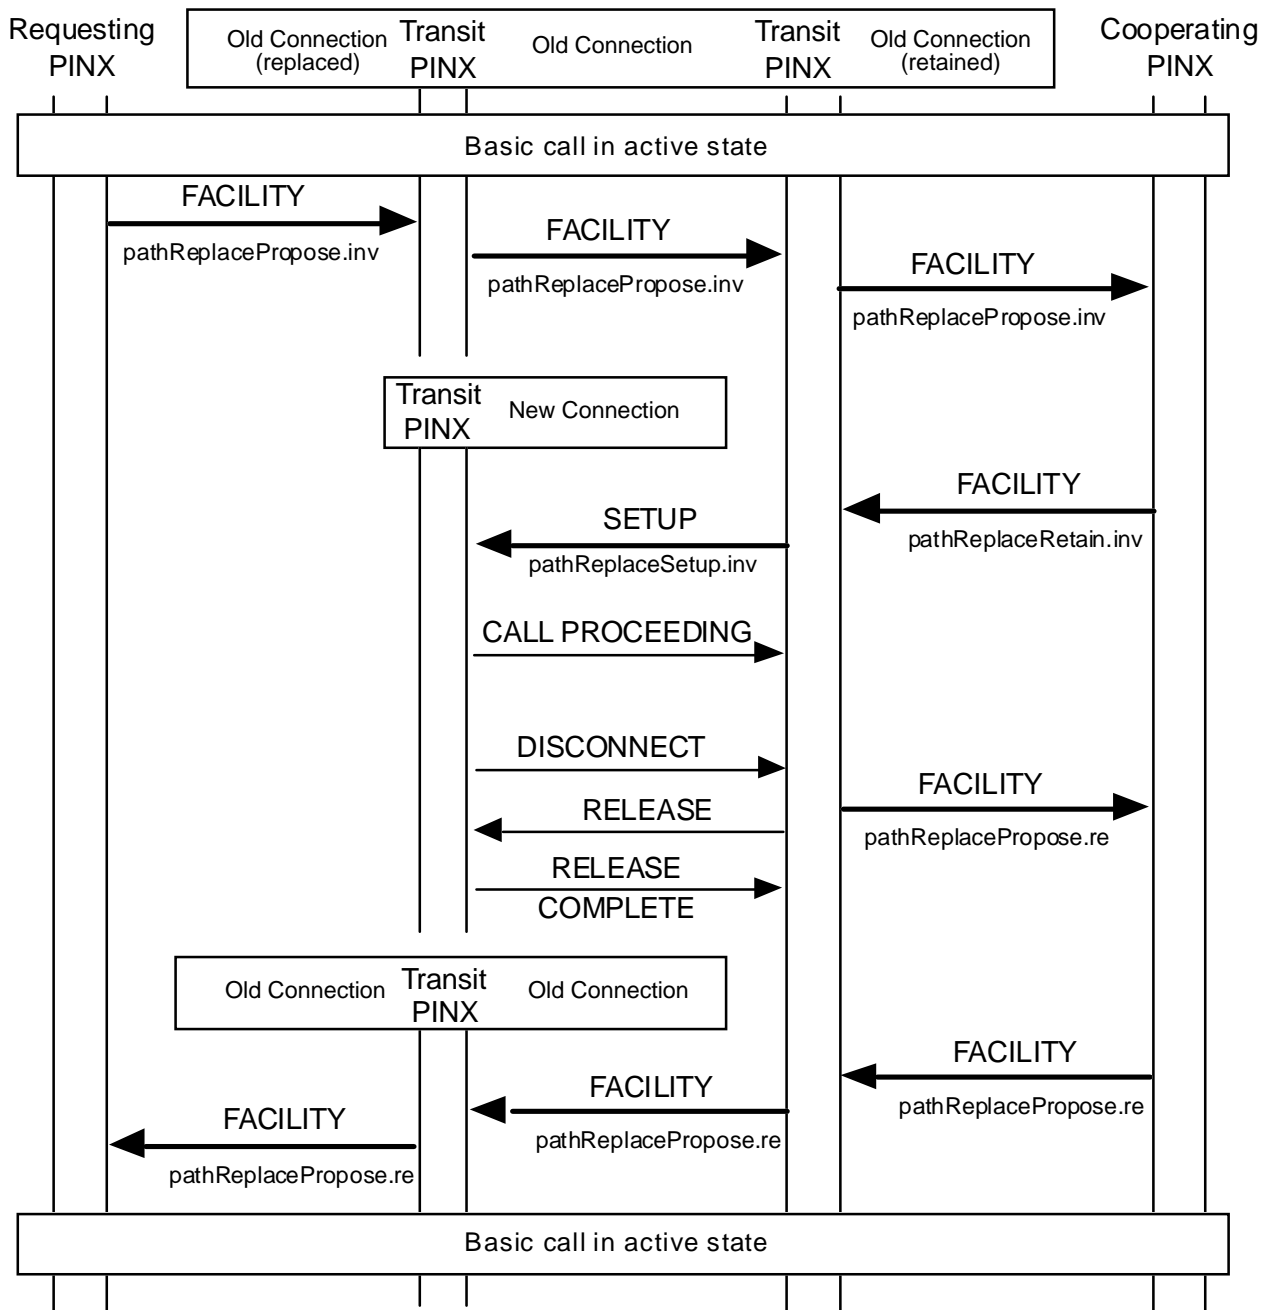 Requesting
PINX
Old Connection
(replaced)
Transit
PINX
Old Connection
Transit
PINX
Old Connection
(retained)
Cooperating
PINX
Basic call in active state
FACILITY
pathReplacePropose.inv
FACILITY
pathReplacePropose.inv
FACILITY
pathReplacePropose.inv
Transit
PINX
New Connection
FACILITY
pathReplaceRetain.inv
SETUP
pathReplaceSetup.inv
CALL PROCEEDING
DISCONNECT
FACILITY
pathReplacePropose.re
RELEASE
RELEASE
COMPLETE
Old Connection
Transit
PINX
Old Connection
FACILITY
pathReplacePropose.re
FACILITY
pathReplacePropose.re
FACILITY
pathReplacePropose.re
Basic call in active state